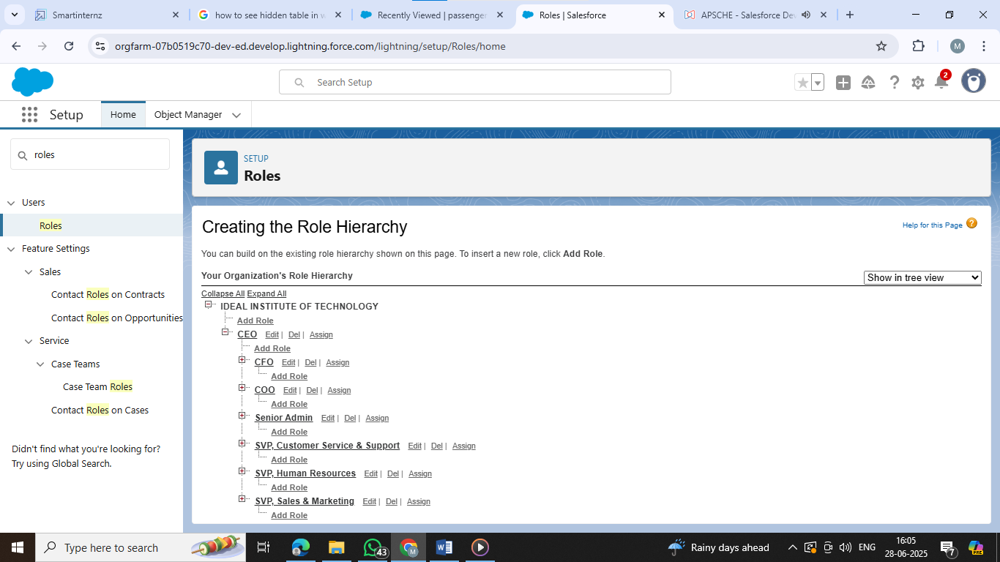 Smartinternz
how to see hidden table in w
Recently Viewed | passenger
Roles | Salesforce
APSCHE - Salesforce Dev
orgfarm-07b0519c70-dev-ed.develop.lightning.force.com/lightning/setup/Roles/home
M
Search Setup
2
Setup
Home
Object Manager
roles
Users
Roles
Feature Settings
Sales
Contact Roles on Contracts
Contact Roles on Opportunities
Service
Case Teams
Case Team Roles
Contact Roles on Cases
Didn't find what you're looking for?
Try using Global Search.
SETUP
Roles
Creating the Role Hierarchy
Help for this Page ?
You can build on the existing role hierarchy shown on this page. To insert a new role, click Add Role.
Your Organization's Role Hierarchy
Show in tree view
Collapse All Expand All
IDEAL INSTITUTE OF TECHNOLOGY
Add Role
CEO Edit | Del | Assign
Add Role
CFO Edit | Del | Assign
Add Role
COO Edit | Del | Assign
Add Role
Senior Admin Edit | Del | Assign
Add Role
SVP, Customer Service & Support Edit | Del | Assign
Add Role
SVP, Human Resources Edit | Del | Assign
Add Role
SVP, Sales & Marketing Edit | Del | Assign
Add Role
Type here to search
43
M
W
Rainy days ahead
ENG
16:05
28-06-2025
7
PRE